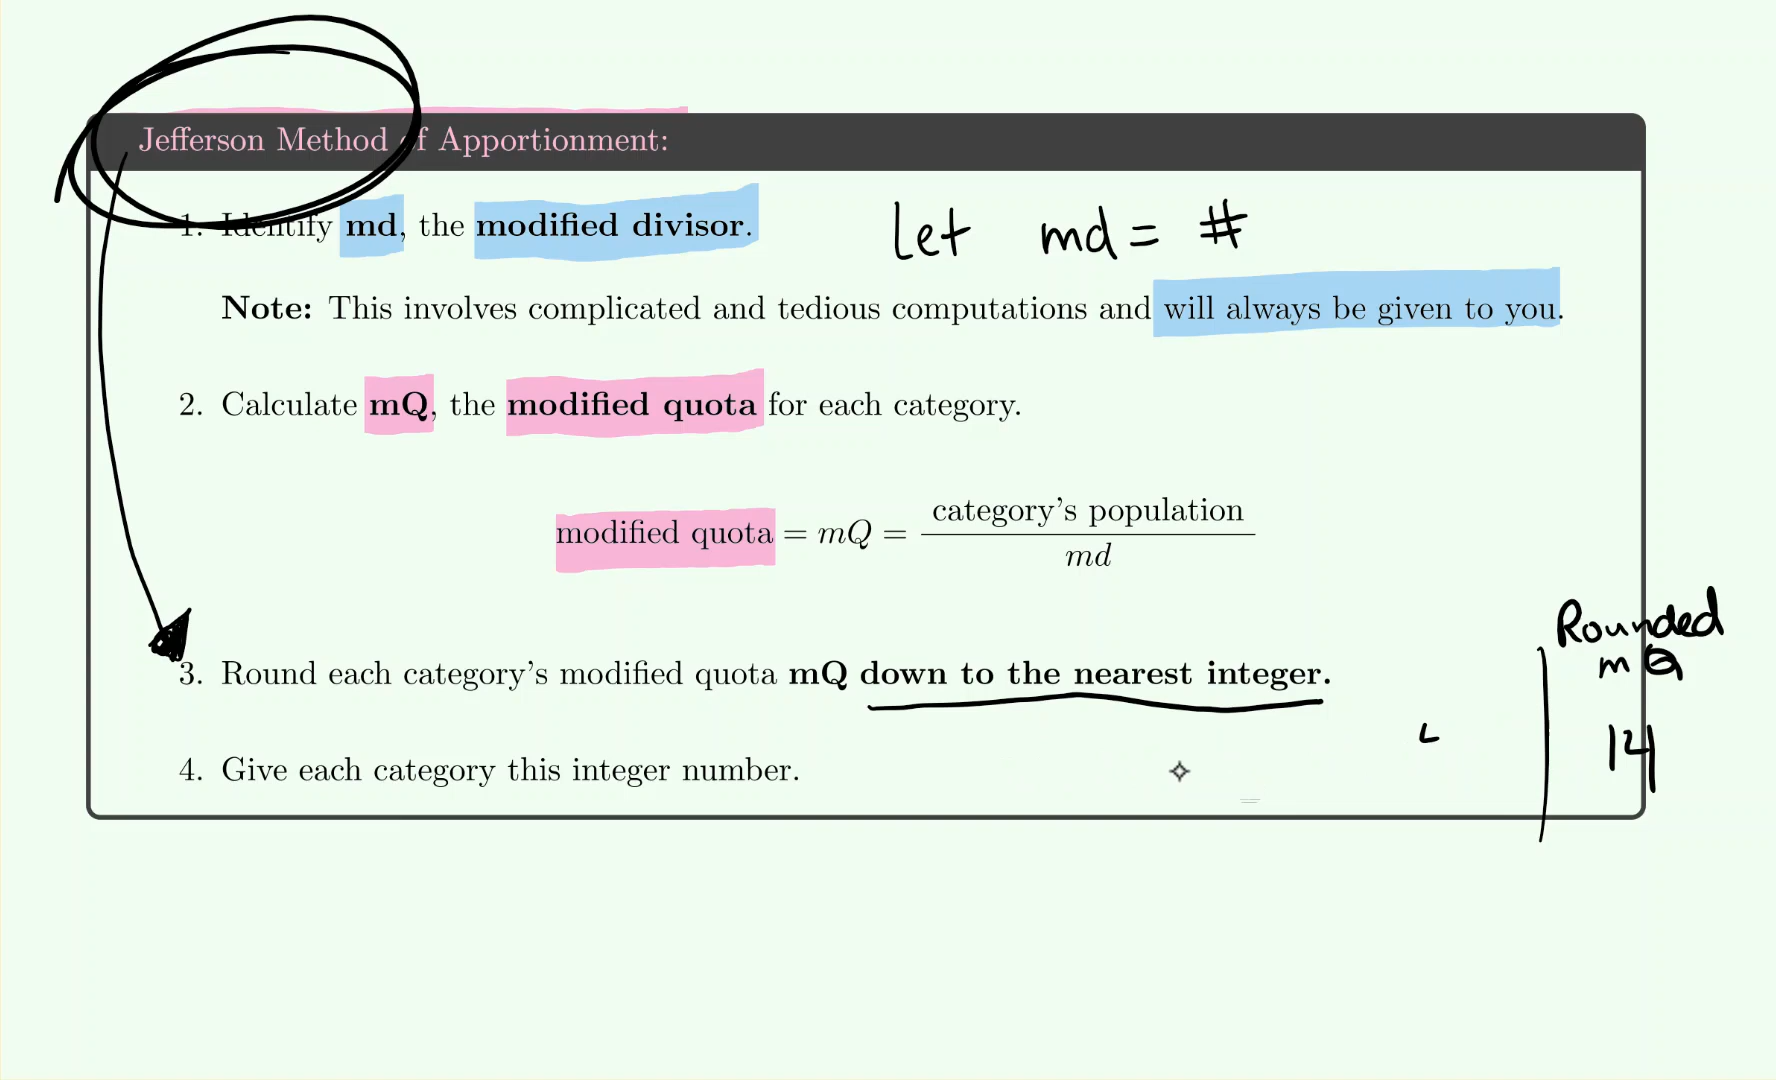 Jefferson Method of Apportionment:
1. Identify md, the modified divisor.
Let md = #
Note: This involves complicated and tedious computations and will always be given to you.
2. Calculate mQ, the modified quota for each category.
modified quota = mQ = category's population
md
Rounded
mQ
3. Round each category's modified quota mQ down to the nearest integer.
14
4. Give each category this integer number.